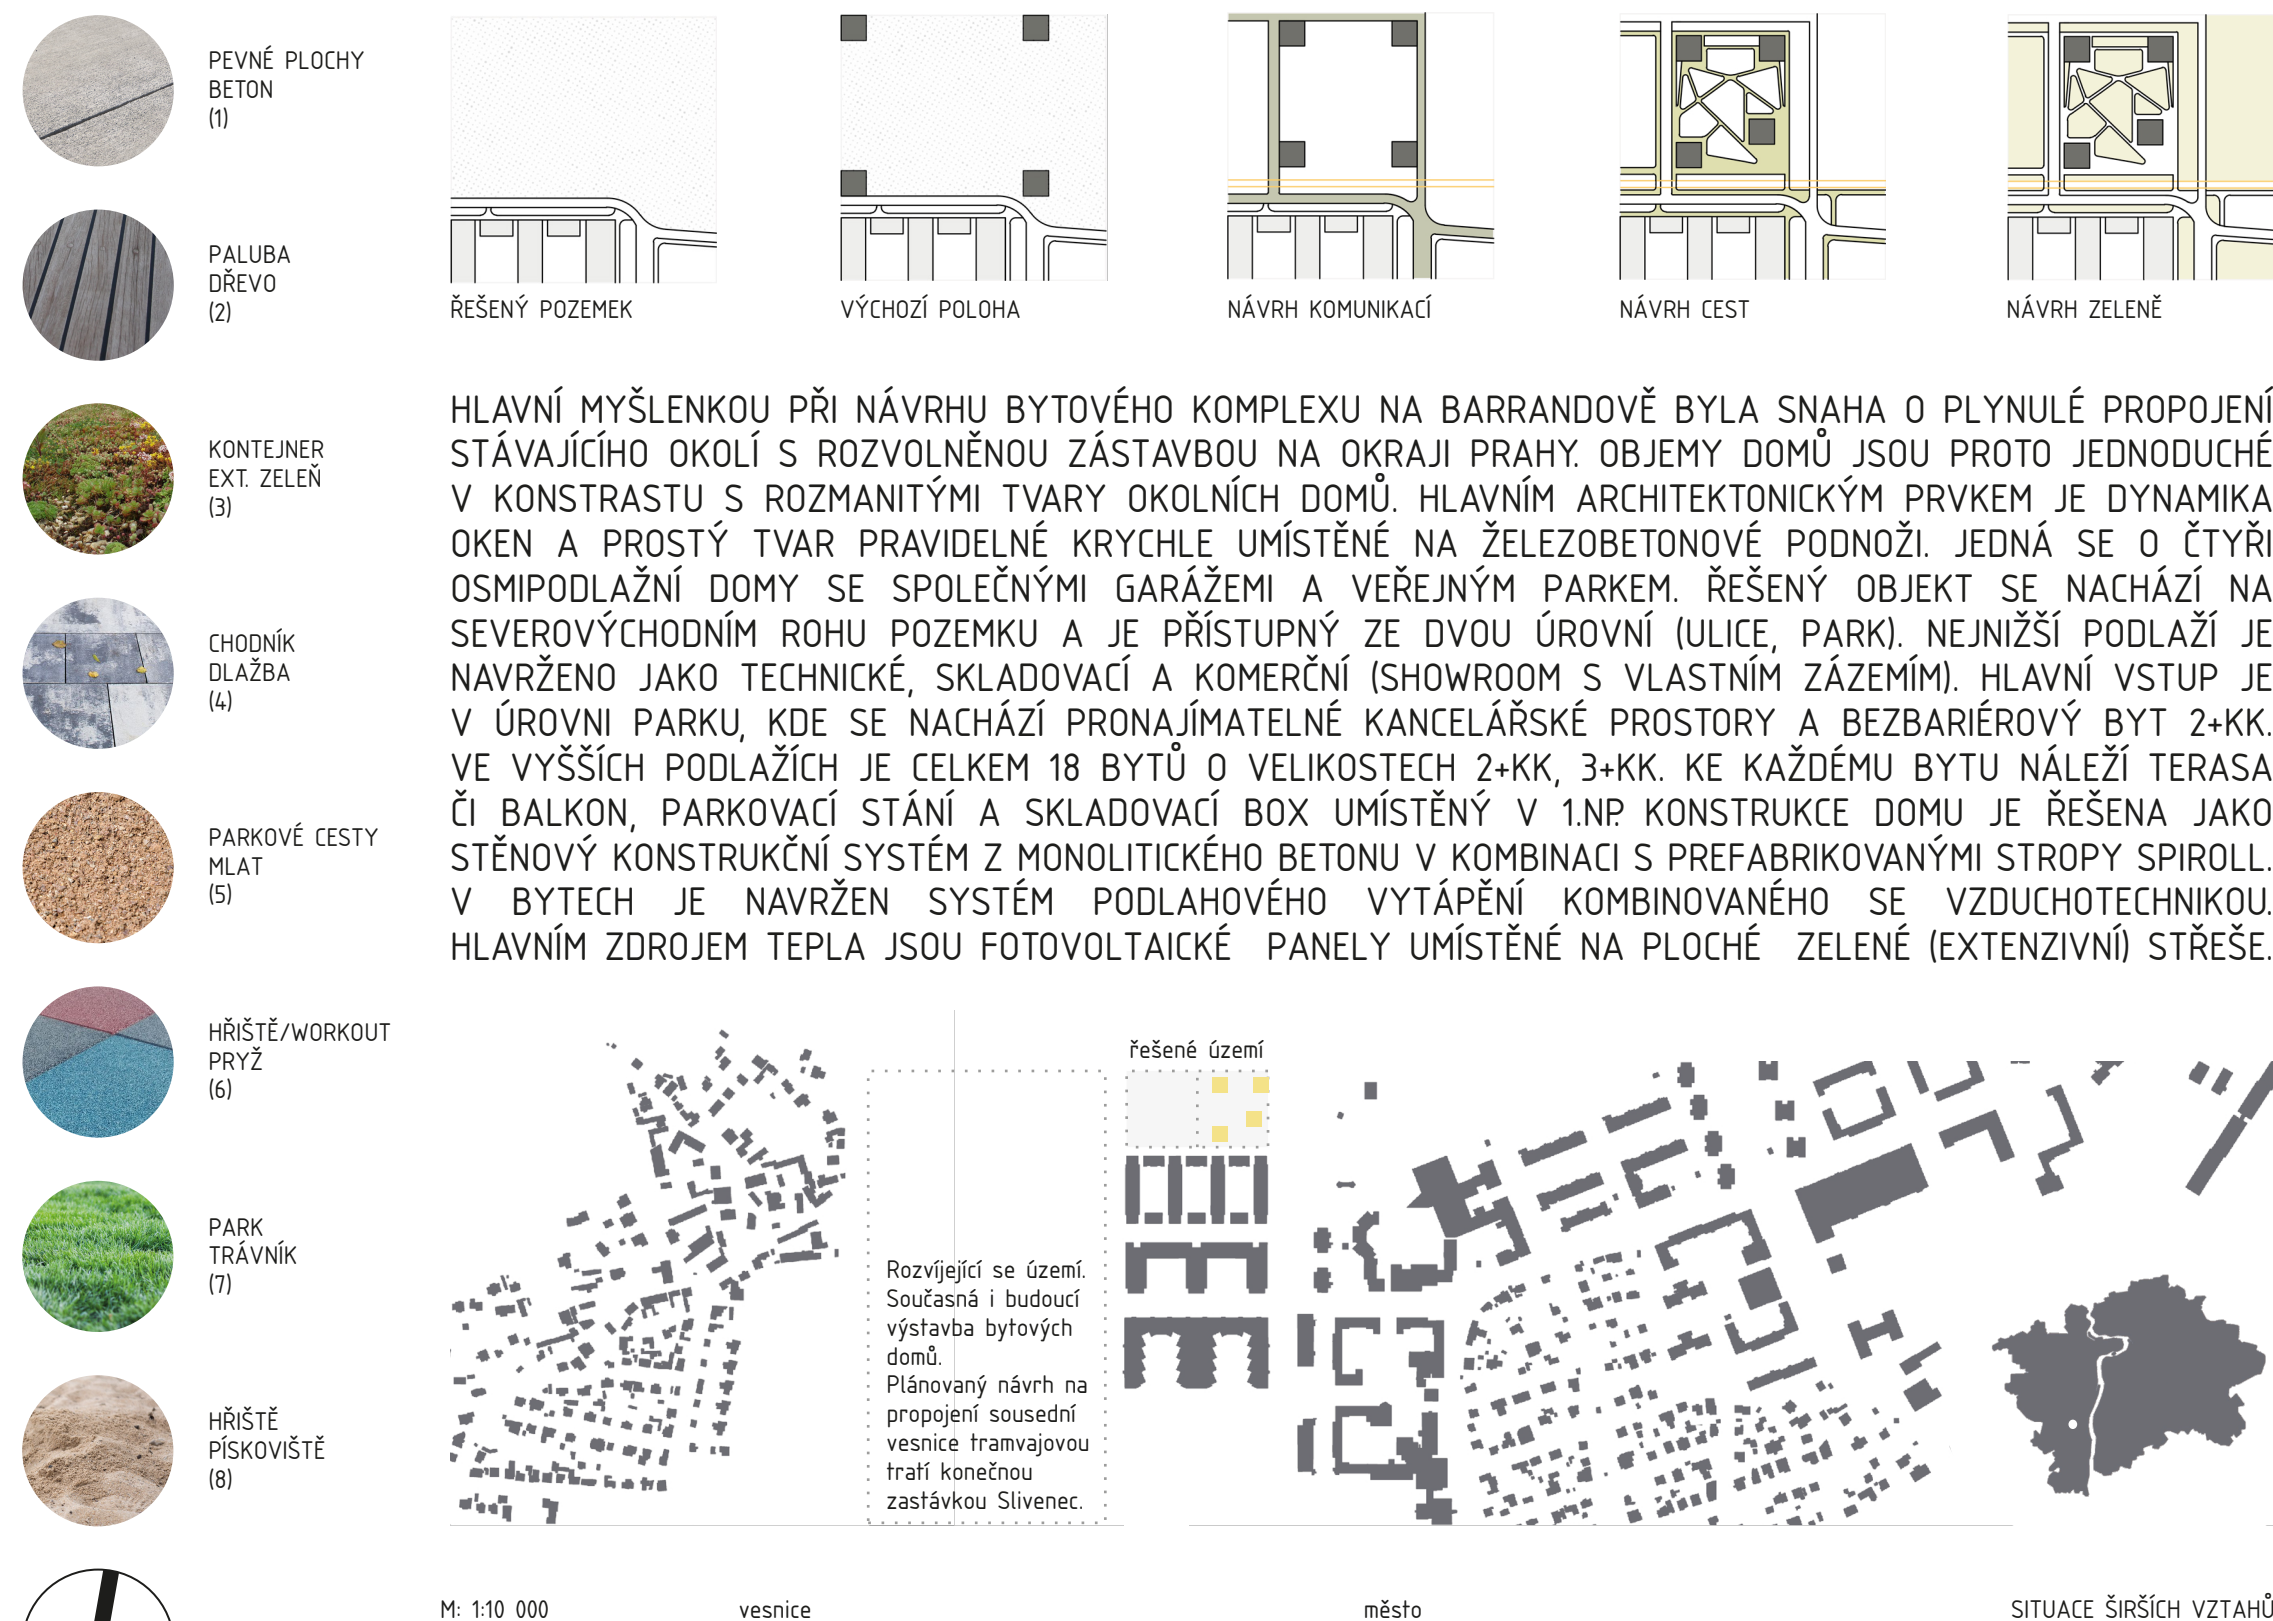 PEVNÉ PLOCHY
BETON
(1)
PALUBA
DŘEVO
(2)
KONTEJNER
EXT. ZELEŇ
(3)
CHODNÍK
DLAŽBA
(4)
PARKOVÉ CESTY
MLAT
(5)
HŘIŠTĚ/WORKOUT
PRYŽ
(6)
PARK
TRÁVNÍK
(7)
HŘIŠTĚ
PÍSKOVIŠTĚ
(8)
ŘEŠENÝ POZEMEK
VÝCHOZÍ POLOHA
NÁVRH KOMUNIKACÍ
NÁVRH CEST
NÁVRH ZELENĚ
HLAVNÍ MYŠLENKOU PŘI NÁVRHU BYTOVÉHO KOMPLEXU NA BARRANDOVĚ BYLA SNAHA O PLYNULÉ PROPOJENÍ
STÁVAJÍCÍHO OKOLÍ S ROZVOLNĚNOU ZÁSTAVBOU NA OKRAJI PRAHY. OBJEMY DOMŮ JSOU PROTO JEDNODUCHÉ
V KONSTRASTU S ROZMANITÝMI TVARY OKOLNÍCH DOMŮ. HLAVNÍM ARCHITEKTONICKÝM PRVKEM JE DYNAMIKA
OKEN A PROSTÝ TVAR PRAVIDELNÉ KRYCHLE UMÍSTĚNÉ NA ŽELEZOBETONOVÉ PODNOŽI. JEDNÁ SE O ČTYŘI
OSMIPODLAŽNÍ DOMY SE SPOLEČNÝMI GARÁŽEMI A VEŘEJNÝM PARKEM. ŘEŠENÝ OBJEKT SE NACHÁZÍ NA
SEVEROVÝCHODNÍM ROHU POZEMKU A JE PŘÍSTUPNÝ ZE DVOU ÚROVNÍ (ULICE, PARK). NEJNIŽŠÍ PODLAŽÍ JE
NAVRŽENO JAKO TECHNICKÉ, SKLADOVACÍ A KOMERČNÍ (SHOWROOM S VLASTNÍM ZÁZEMÍM). HLAVNÍ VSTUP JE
V ÚROVNI PARKU, KDE SE NACHÁZÍ PRONAJÍMATELNÉ KANCELÁŘSKÉ PROSTORY A BEZBARIÉROVÝ BYT 2+KK.
VE VYŠŠÍCH PODLAŽÍCH JE CELKEM 18 BYTŮ O VELIKOSTECH 2+KK, 3+KK. KE KAŽDÉMU BYTU NÁLEŽÍ TERASA
ČI BALKON, PARKOVACÍ STÁNÍ A SKLADOVACÍ BOX UMÍSTĚNÝ V 1.NP. KONSTRUKCE DOMU JE ŘEŠENA JAKO
STĚNOVÝ KONSTRUKČNÍ SYSTÉM Z MONOLITICKÉHO BETONU V KOMBINACI S PREFABRIKOVANÝMI STROPY SPIROLL.
V BYTECH JE NAVRŽEN SYSTÉM PODLAHOVÉHO VYTÁPĚNÍ KOMBINOVANÉHO SE VZDUCHOTECHNIKOU.
HLAVNÍM ZDROJEM TEPLA JSOU FOTOVOLTAICKÉ PANELY UMÍSTĚNÉ NA PLOCHÉ ZELENÉ (EXTENZIVNÍ) STŘEŠE.
řešené území
Rozvíjející se území.
Současná i budoucí
výstavba bytových
domů.
Plánovaný návrh na
propojení sousední
vesnice tramvajovou
tratí konečnou
zastávkou Slivenec.
M: 1:10 000
vesnice
město
SITUACE ŠIRŠÍCH VZTAHŮ